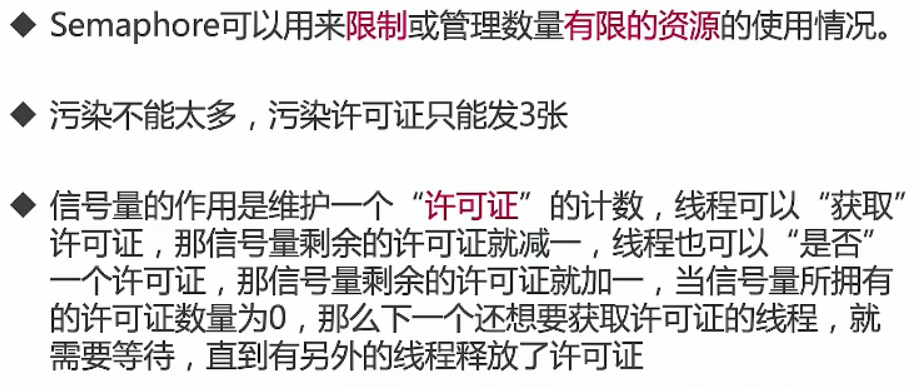 ◆ Semaphore可以用来限制或管理数量有限的资源的使用情况。
◆ 污染不能太多，污染许可证只能发3张
◆ 信号量的作用是维护一个“许可证”的计数，线程可以“获取”
许可证，那信号量剩余的许可证就减一，线程也可以“是否”
一个许可证，那信号量剩余的许可证就加一，当信号量所拥有
的许可证数量为0，那么下一个还想要获取许可证的线程，就
需要等待，直到有另外的线程释放了许可证